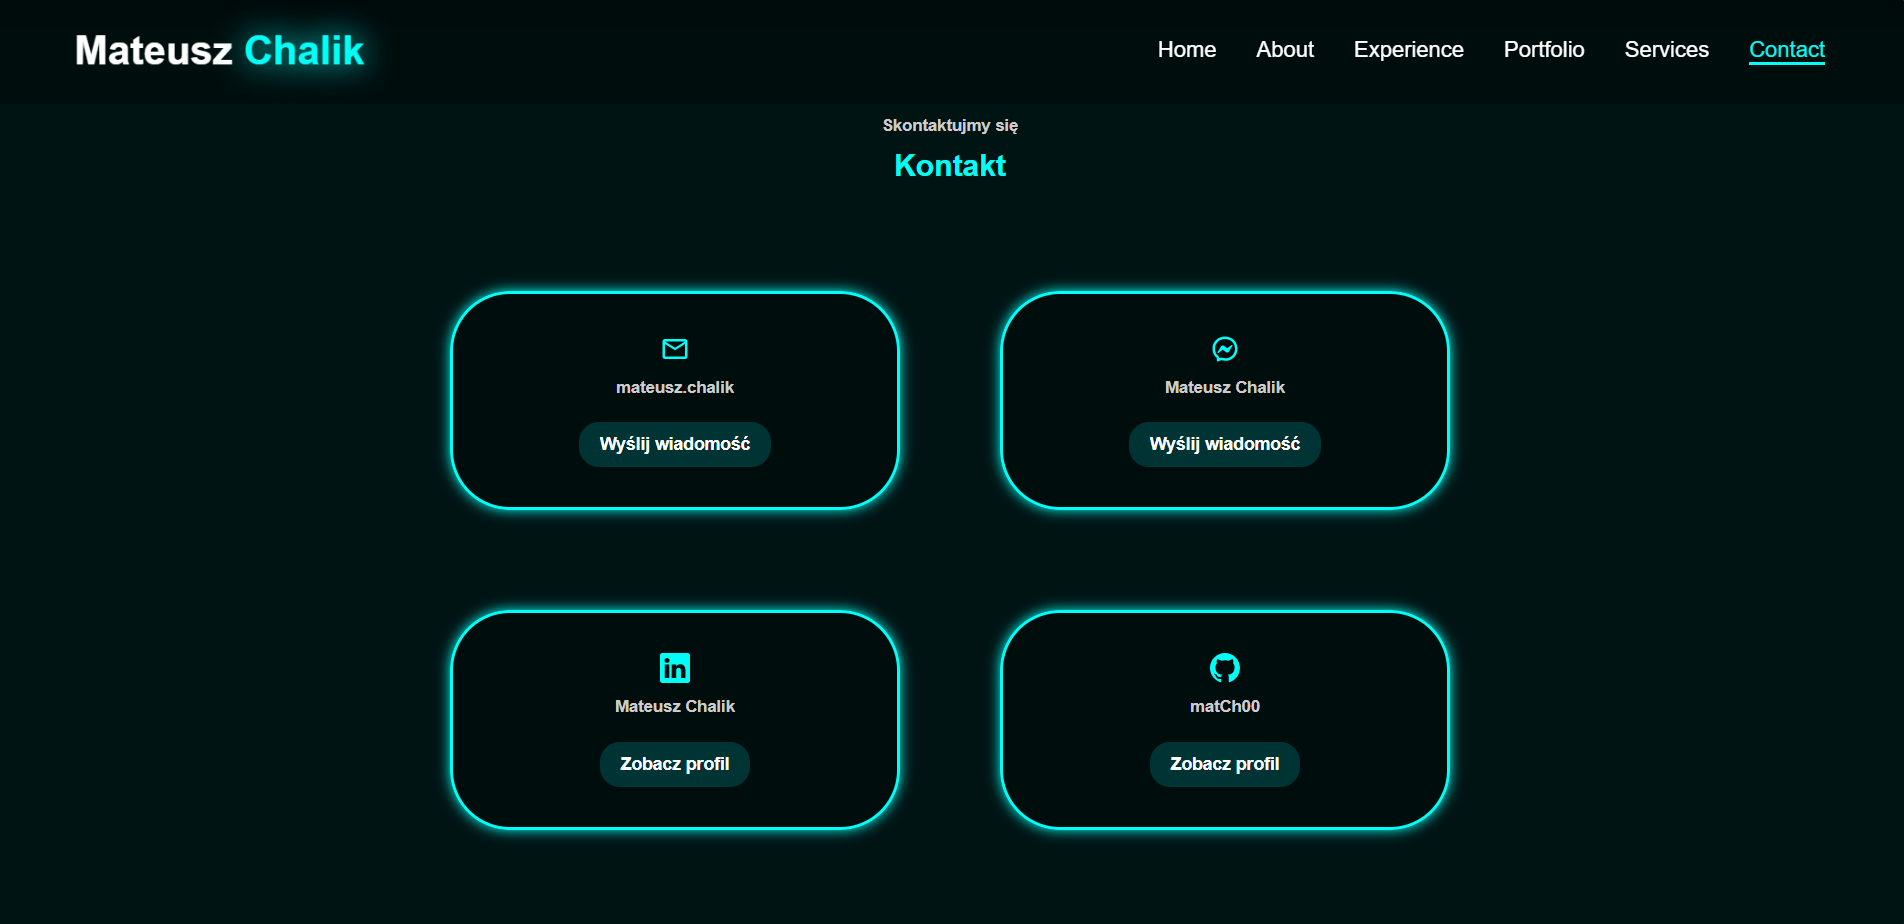 Mateusz Chalik
Home About Experience Portfolio Services Contact
Skontaktujmy się
Kontakt
mateusz.chalik
Wyślij wiadomość
Mateusz Chalik
Wyślij wiadomość
in
Mateusz Chalik
Zobacz profil
matCh00
Zobacz profil